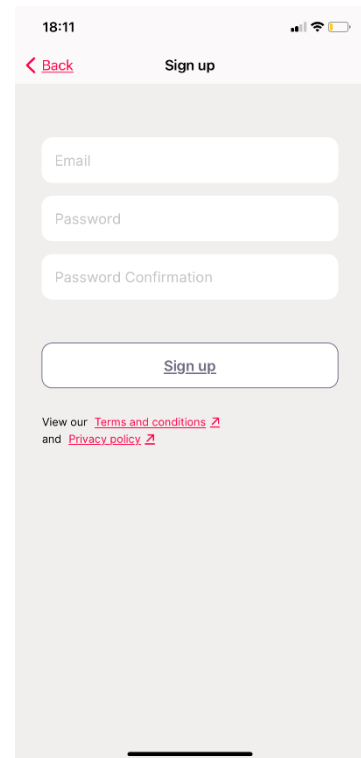 18:11
Back
Sign up
Email
Password
Password Confirmation
Sign up
View our Terms and conditions
and Privacy policy